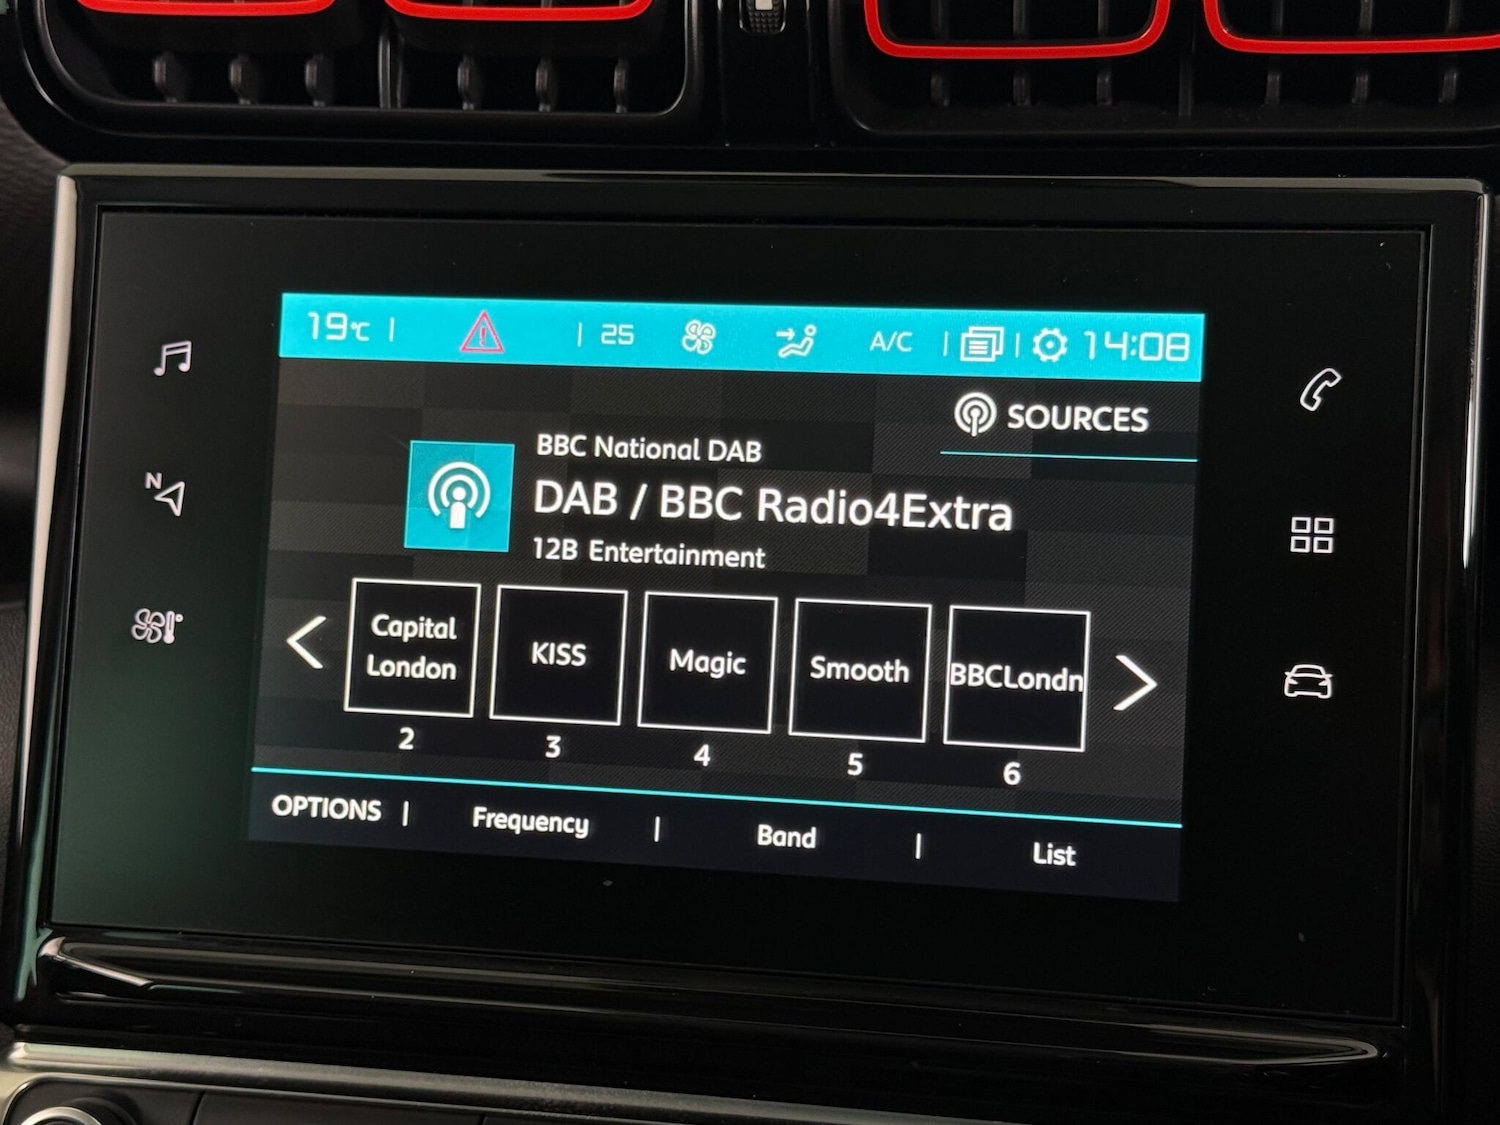 19°C | | 25 A/C | | 14:08
SOURCES
BBC National DAB
DAB / BBC Radio4Extra
12B Entertainment
N
Capital
London
KISS
Magic
Smooth
BBCLondn
2 3 4 5 6
OPTIONS | Frequency | Band | List